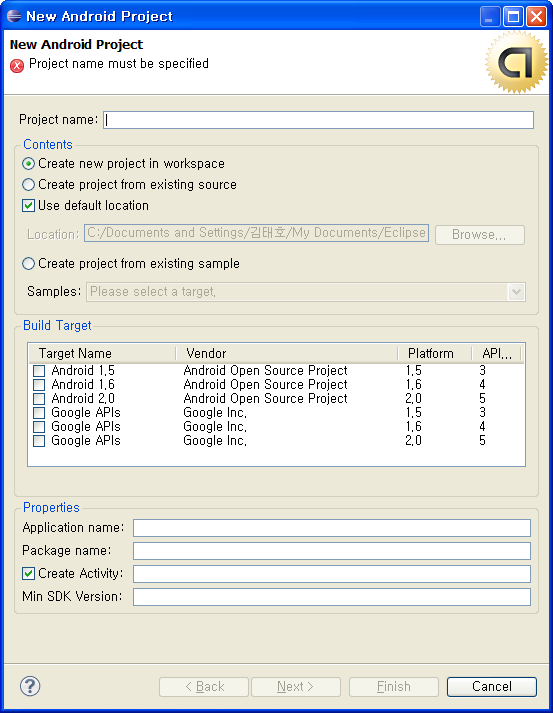 New Android Project
New Android Project
Project name must be specified
Project name:
Contents
Create new project in workspace
Create project from existing source
Use default location
Location: C:/Documents and Settings/김태호/My Documents/Eclipse Browse...
Create project from existing sample
Samples: Please select a target.
Build Target
Target Name Vendor Platform API...
Android 1.5 Android Open Source Project 1.5 3
Android 1.6 Android Open Source Project 1.6 4
Android 2.0 Android Open Source Project 2.0 5
Google APIs Google Inc. 1.5 3
Google APIs Google Inc. 1.6 4
Google APIs Google Inc. 2.0 5
Properties
Application name:
Package name:
Create Activity:
Min SDK Version:
? < Back Next > Finish Cancel